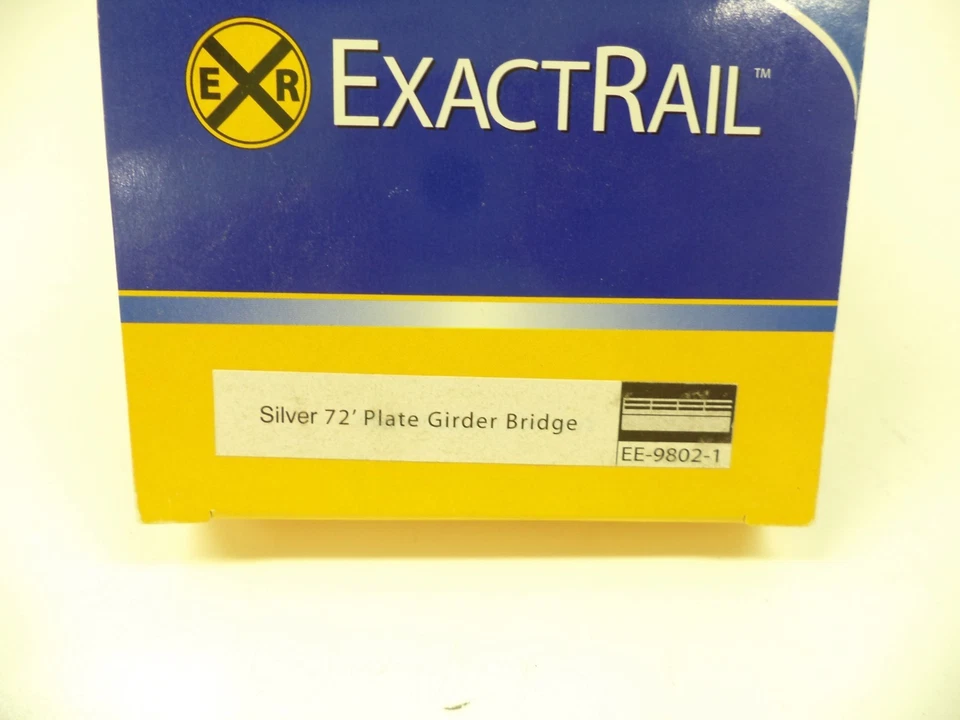 E R
EXACTRAIL™
Silver 72' Plate Girder Bridge
EE-9802-1